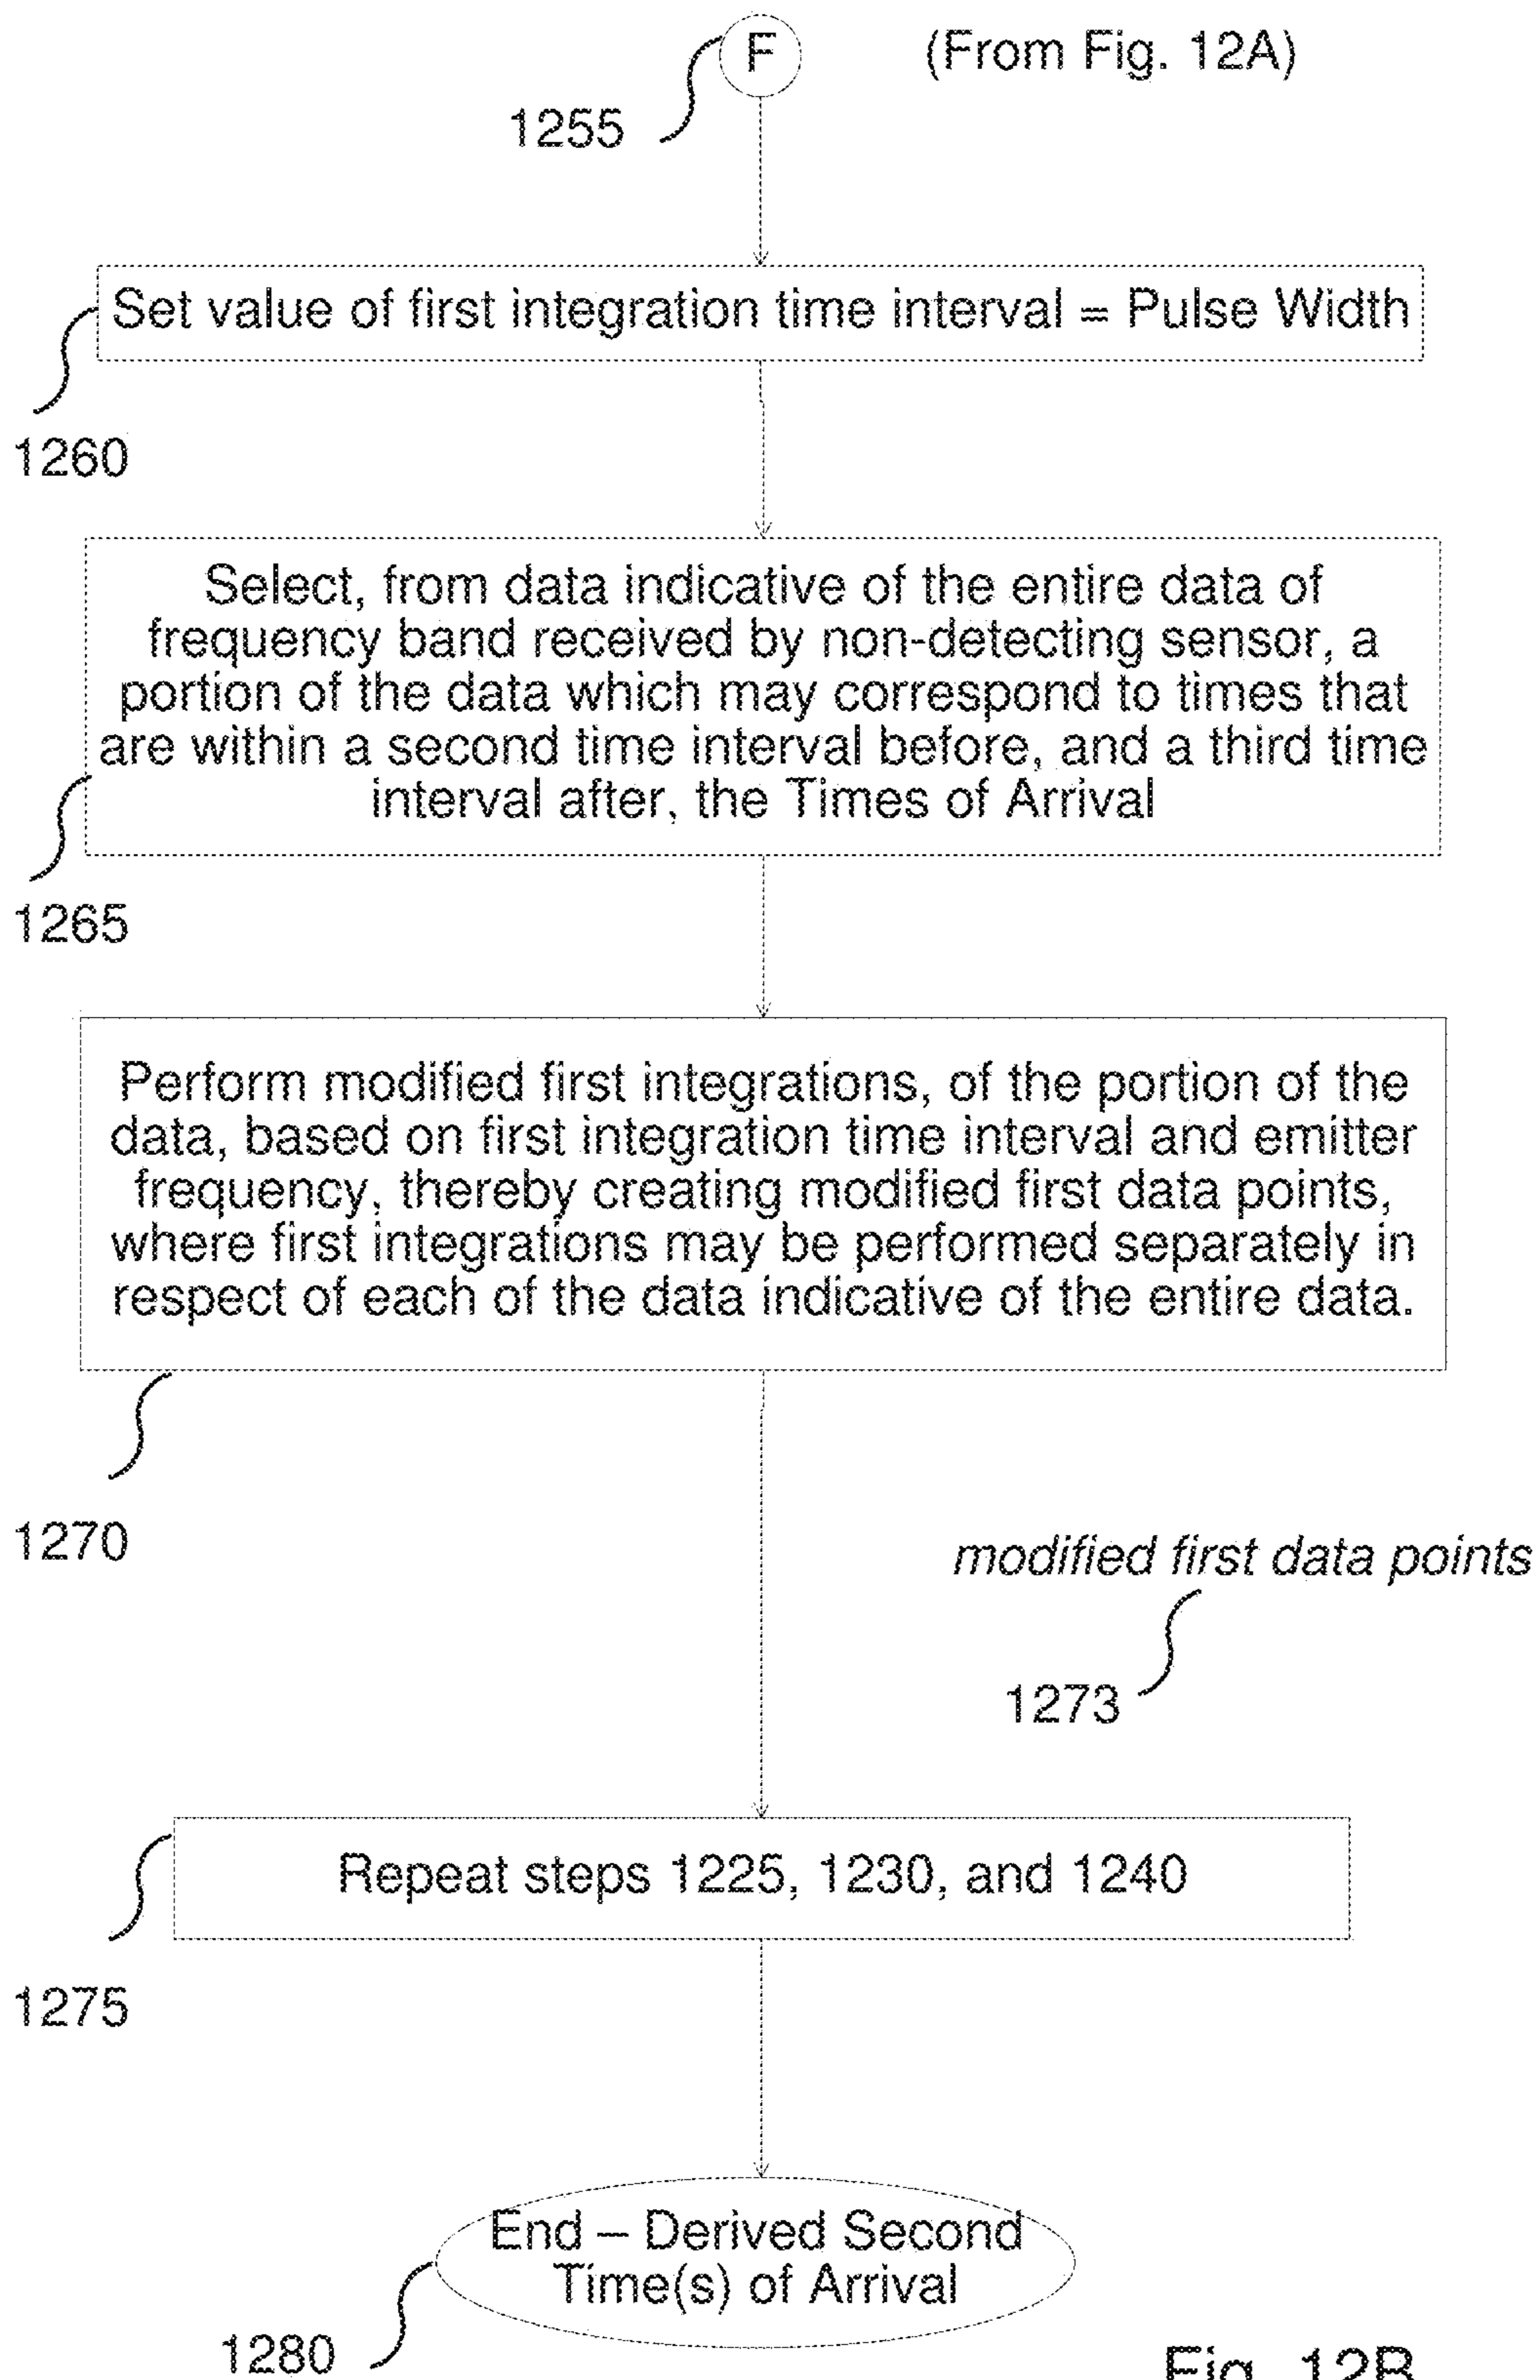 F
(From Fig. 12A)
1255
Set value of first integration time interval = Pulse Width
1260
Select, from data indicative of the entire data of
frequency band received by non-detecting sensor, a
portion of the data which may correspond to times that
are within a second time interval before, and a third time
interval after, the Times of Arrival
1265
Perform modified first integrations, of the portion of the
data, based on first integration time interval and emitter
frequency, thereby creating modified first data points,
where first integrations may be performed separately in
respect of each of the data indicative of the entire data.
1270
modified first data points
1273
Repeat steps 1225, 1230, and 1240
1275
End – Derived Second
Time(s) of Arrival
1280
Fig. 12B